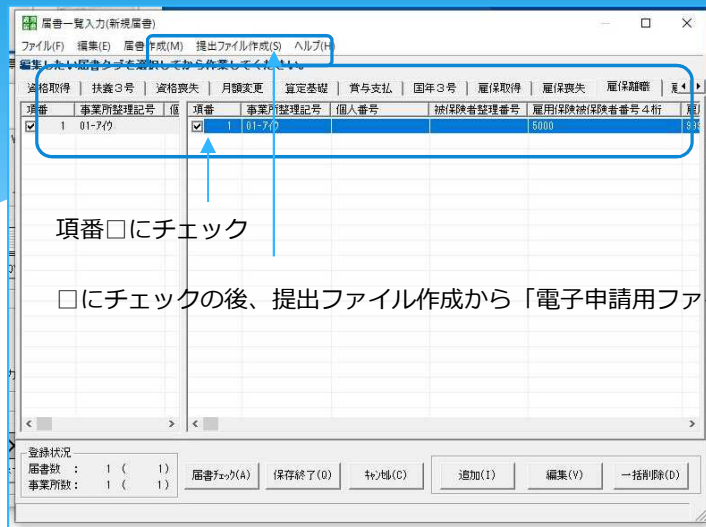 届書一覧入力(新規届書)
ファイル(F) 編集(E) 届書作成(M) 提出ファイル作成(S) ヘルプ(H)
編集したい届書タブを選択してから作業してください。
資格取得 扶養3号 資格喪失 月額変更 算定基礎 賞与支払 国年3号 雇保取得 雇保喪失 雇保離職
項番 事業所整理記号 個 項番 事業所整理記号 個人番号 被保険者整理番号 雇用保険被保険者番号4桁 雇
1 01-アイウ 1 01-アイウ 5000
項番□にチェック
□にチェックの後、提出ファイル作成から「電子申請用ファ
登録状況
届書数 : 1 ( 1)
事業所数: 1 ( 1)
届書チェック(A) 保存終了(Q) キャンセル(C) 追加(I) 編集(V) 一括削除(D)